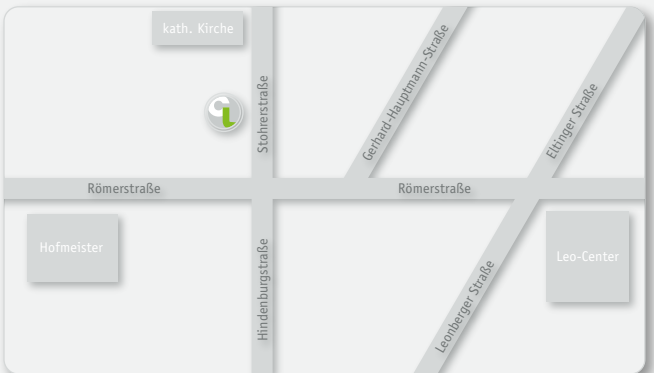 kath. Kirche
Stohrerstraße
Gerhard-Hauptmann-Straße
Eltinger Straße
Römerstraße
Römerstraße
Hofmeister
Hindenburgstraße
Leonberger Straße
Leo-Center